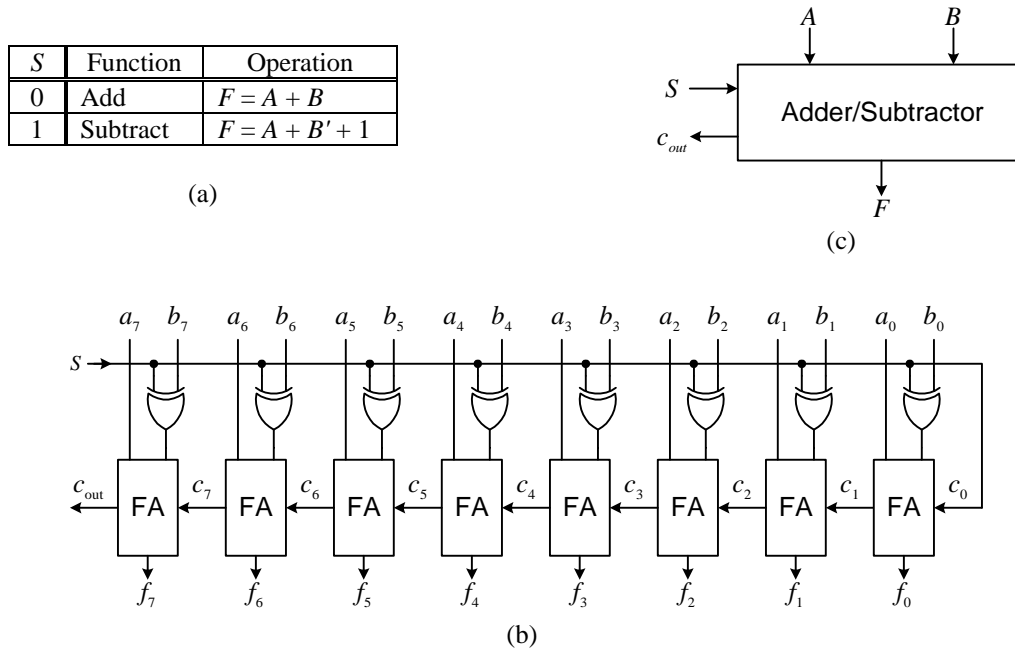 S Function Operation
0 Add F = A + B
1 Subtract F = A + B' + 1
(a)
A B
S
Adder/Subtractor
c_out
F
(c)
a₇ b₇ a₆ b₆ a₅ b₅ a₄ b₄ a₃ b₃ a₂ b₂ a₁ b₁ a₀ b₀
S
c_out FA c₇ FA c₆ FA c₅ FA c₄ FA c₃ FA c₂ FA c₁ FA c₀
f₇ f₆ f₅ f₄ f₃ f₂ f₁ f₀
(b)